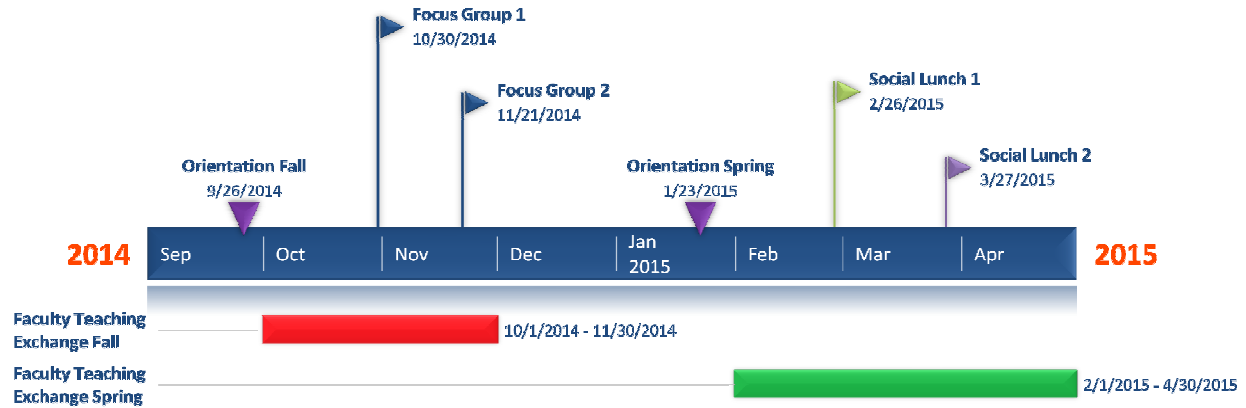 Focus Group 1
10/30/2014
Focus Group 2
11/21/2014
Social Lunch 1
2/26/2015
Orientation Fall
9/26/2014
Orientation Spring
1/23/2015
Social Lunch 2
3/27/2015
2014
Sep
Oct
Nov
Dec
Jan
2015
Feb
Mar
Apr
2015
Faculty Teaching
Exchange Fall
10/1/2014 - 11/30/2014
Faculty Teaching
Exchange Spring
2/1/2015 - 4/30/2015